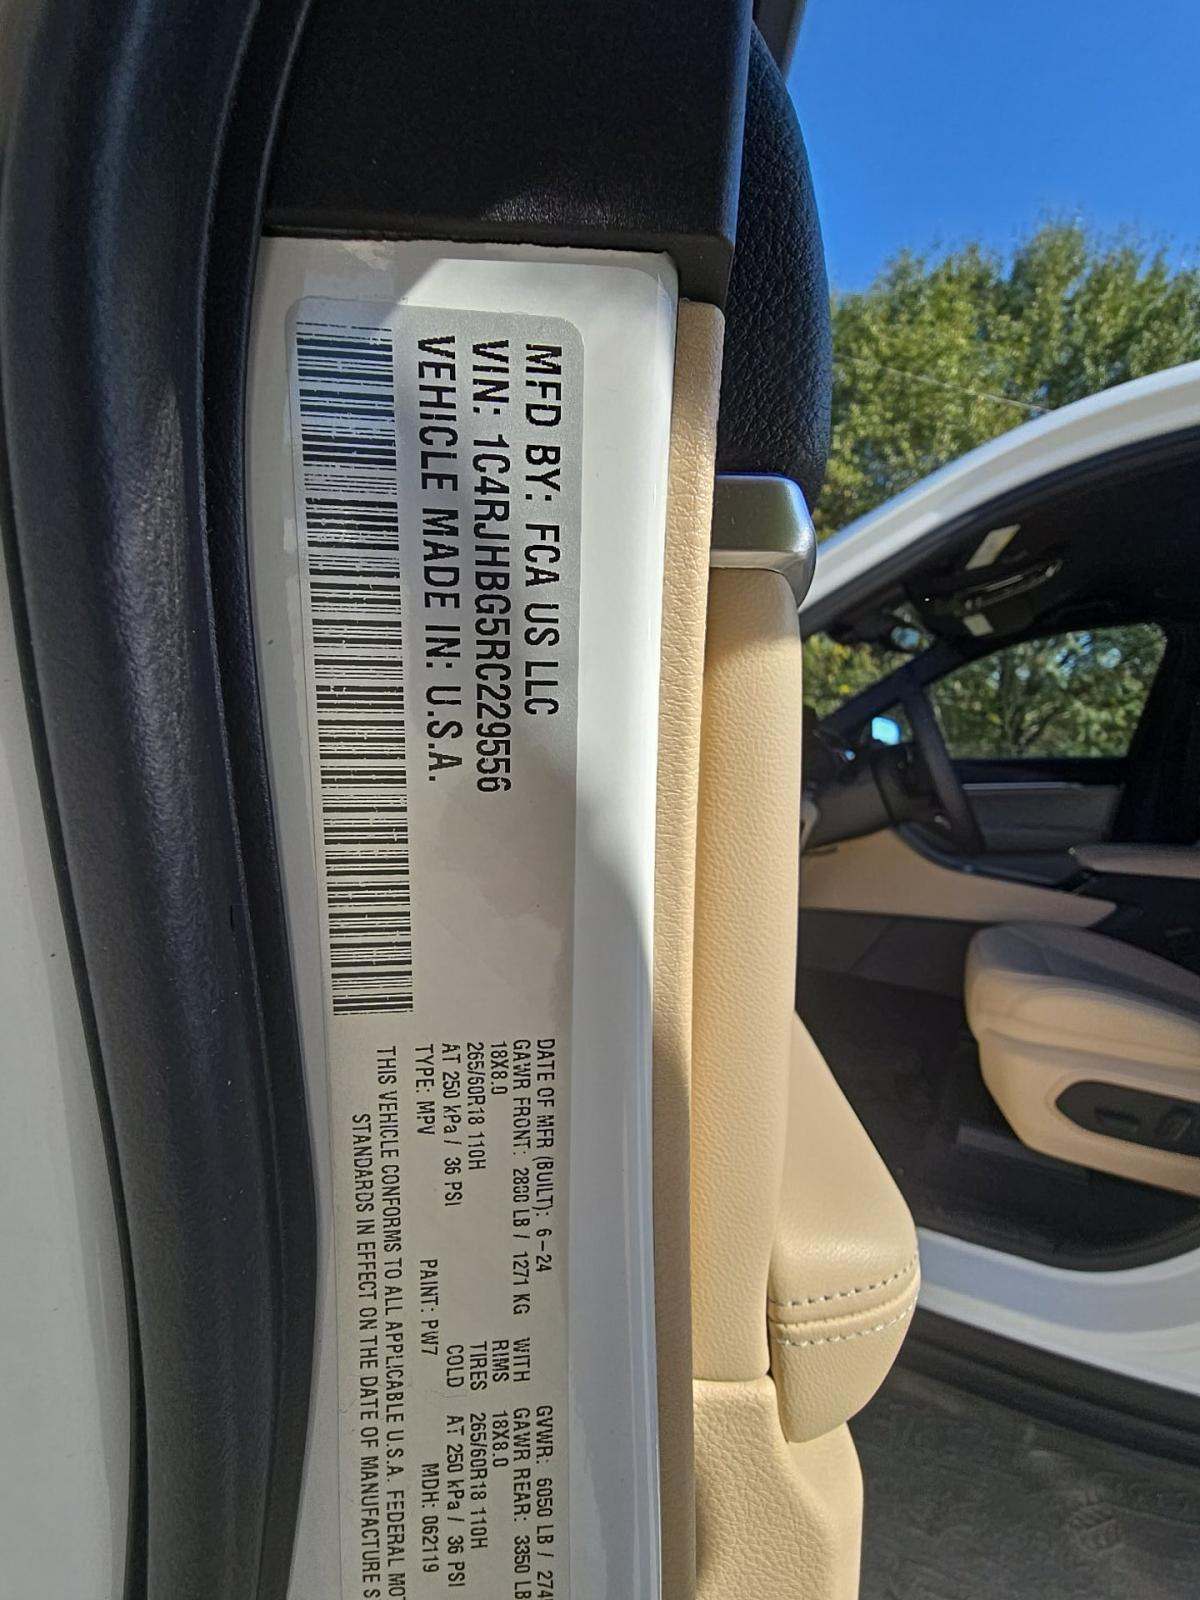 MFD BY: FCA US LLC
VIN: 1C4RJHBG5RC229556
VEHICLE MADE IN: U.S.A.
DATE OF MFR (BUILT): 6-24 GVWR: 6050 LB / 274
GAWR FRONT: 2800 LB / 1271 KG WITH GAWR REAR: 3350 LB
18X8.0 RIMS 18X8.0
265/60R18 110H TIRES 265/60R18 110H
AT 250 kPa / 36 PSI COLD AT 250 kPa / 36 PSI
TYPE: MPV PAINT: PW7 MDH: 062119
THIS VEHICLE CONFORMS TO ALL APPLICABLE U.S.A. FEDERAL MO
STANDARDS IN EFFECT ON THE DATE OF MANUFACTURE S